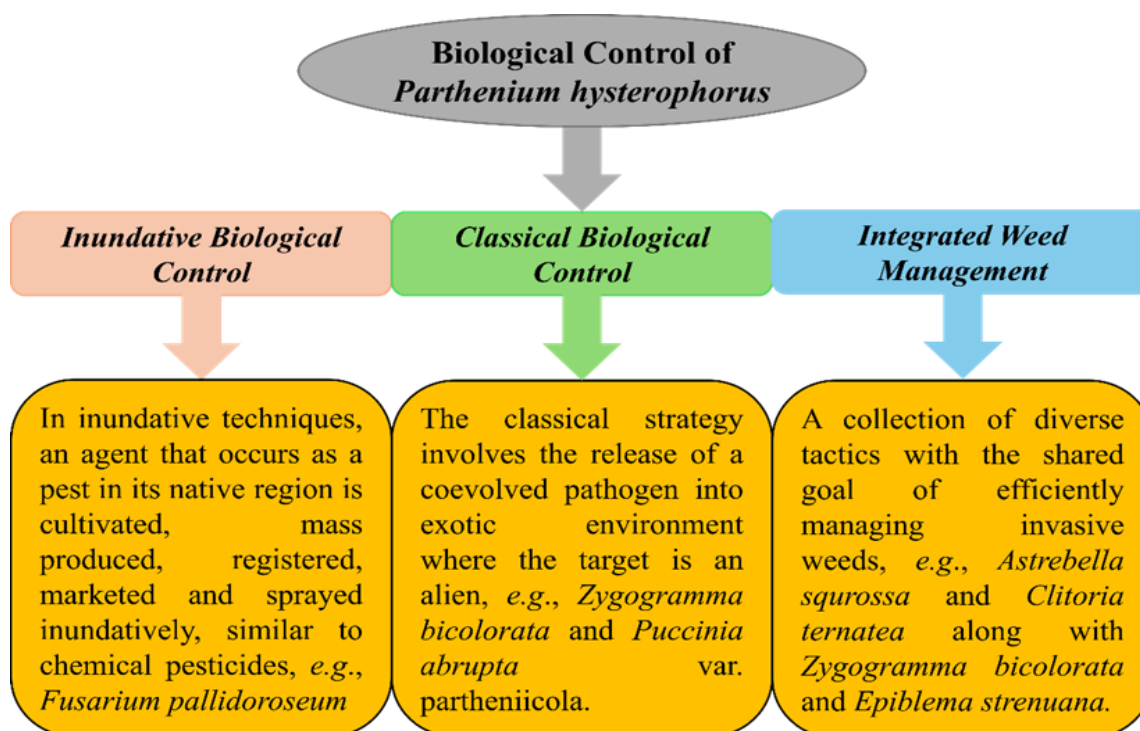 Biological Control of
Parthenium hysterophorus
Inundative Biological
Control
Classical Biological
Control
Integrated Weed
Management
In inundative techniques,
an agent that occurs as a
pest in its native region is
cultivated, mass
produced, registered,
marketed and sprayed
inundatively, similar to
chemical pesticides, e.g.,
Fusarium pallidoroseum
The classical strategy
involves the release of a
coevolved pathogen into
exotic environment
where the target is an
alien, e.g., Zygogramma
bicolorata and Puccinia
abrupta var.
partheniicola.
A collection of diverse
tactics with the shared
goal of efficiently
managing invasive
weeds, e.g., Astrebella
squrossa and Clitoria
ternatea along with
Zygogramma bicolorata
and Epiblema strenuana.